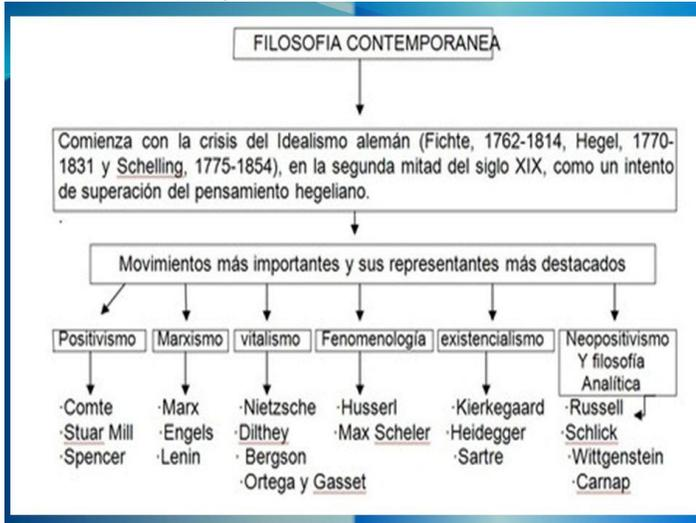 FILOSOFIA CONTEMPORANEA
Comienza con la crisis del Idealismo alemán (Fichte, 1762-1814, Hegel, 1770-
1831 y Schelling, 1775-1854), en la segunda mitad del siglo XIX, como un intento
de superación del pensamiento hegeliano.
.
Movimientos más importantes y sus representantes más destacados
Positivismo
·Comte
·Stuar Mill
·Spencer
Marxismo
·Marx
·Engels
·Lenin
vitalismo
·Nietzsche
·Dilthey
· Bergson
·Ortega y Gasset
Fenomenología
·Husserl
·Max Scheler
existencialismo
·Kierkegaard
·Heidegger
·Sartre
Neopositivismo
Y filosofía
Analítica
·Russell
·Schlick
·Wittgenstein
·Carnap